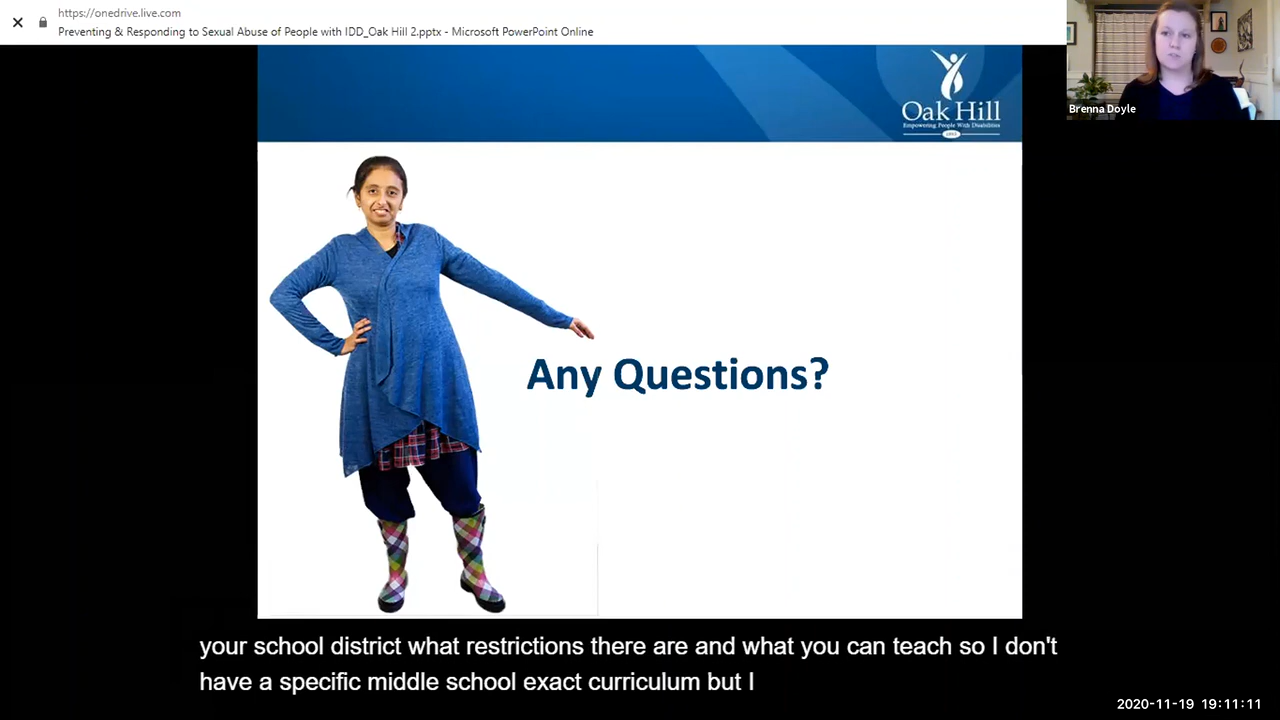 https://onedrive.live.com
Preventing & Responding to Sexual Abuse of People with IDD_Oak Hill 2.pptx - Microsoft PowerPoint Online
Brenna Doyle
Oak Hill
Empowering People With Disabilities
Any Questions?
your school district what restrictions there are and what you can teach so I don't
have a specific middle school exact curriculum but I
2020-11-19 19:11:11